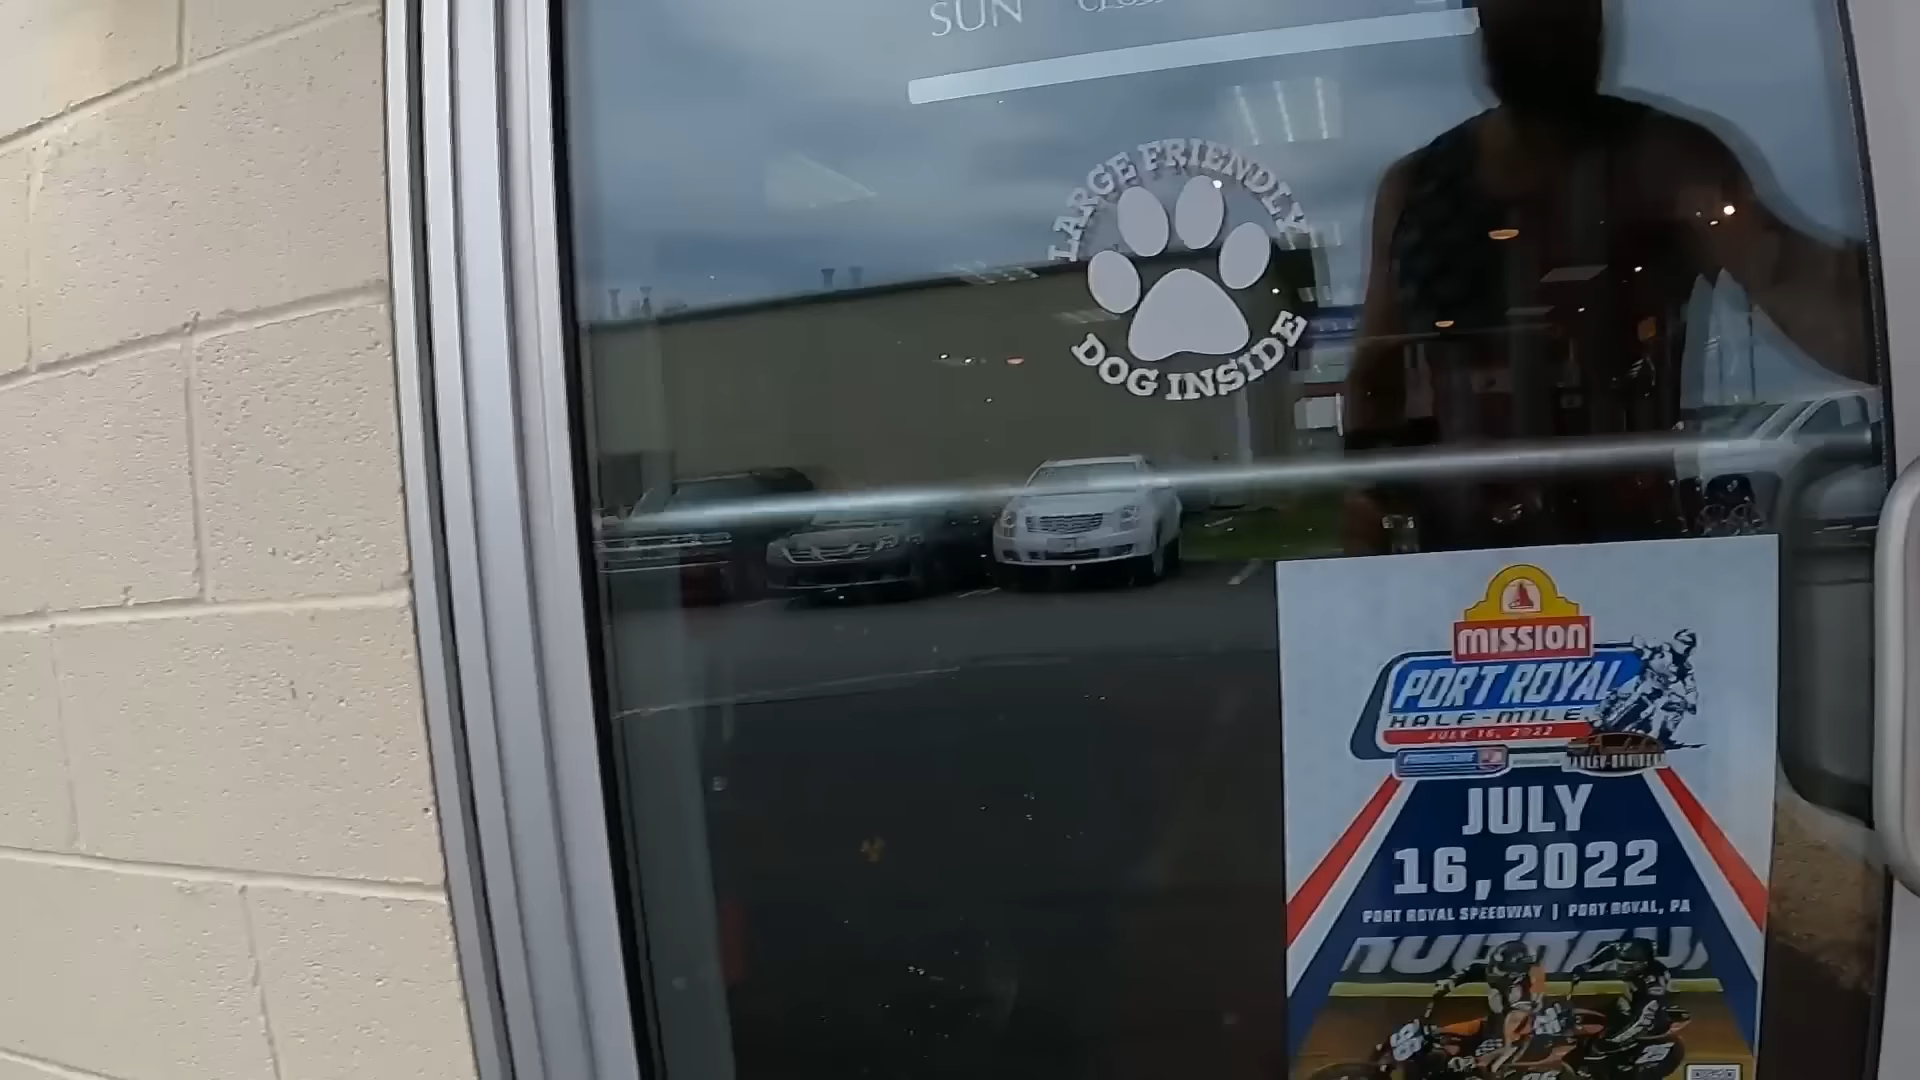 SUN
LARGE FRIENDLY
DOG INSIDE
MISSION
PORT ROYAL
HALF-MILE
JULY 16, 2022
JULY
16, 2022
PORT ROYAL SPEEDWAY | PORT ROYAL, PA